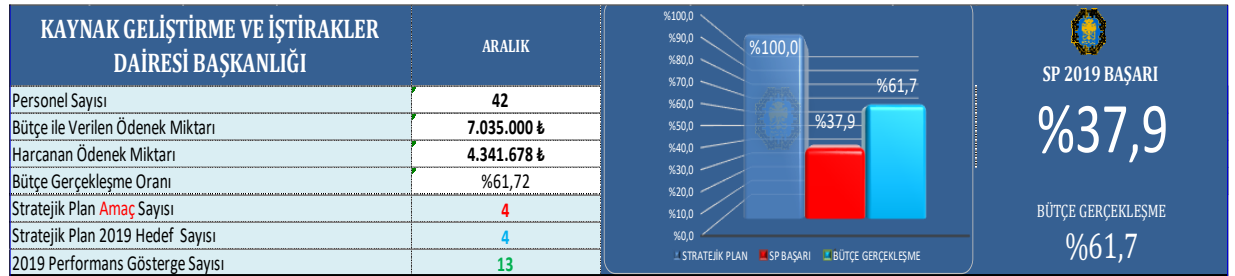 KAYNAK GELİŞTİRME VE İŞTİRAKLER
DAİRESİ BAŞKANLIĞI
ARALIK
Personel Sayısı 42
Bütçe ile Verilen Ödenek Miktarı 7.035.000 ₺
Harcanan Ödenek Miktarı 4.341.678 ₺
Bütçe Gerçekleşme Oranı %61,72
Stratejik Plan Amaç Sayısı 4
Stratejik Plan 2019 Hedef Sayısı 4
2019 Performans Gösterge Sayısı 13
%100,0
%90,0
%80,0
%70,0
%60,0
%50,0
%40,0
%30,0
%20,0
%10,0
%0,0
%100,0
%37,9
%61,7
STRATEJİK PLAN SP BAŞARI BÜTÇE GERÇEKLEŞME
SP 2019 BAŞARI
%37,9
BÜTÇE GERÇEKLEŞME
%61,7